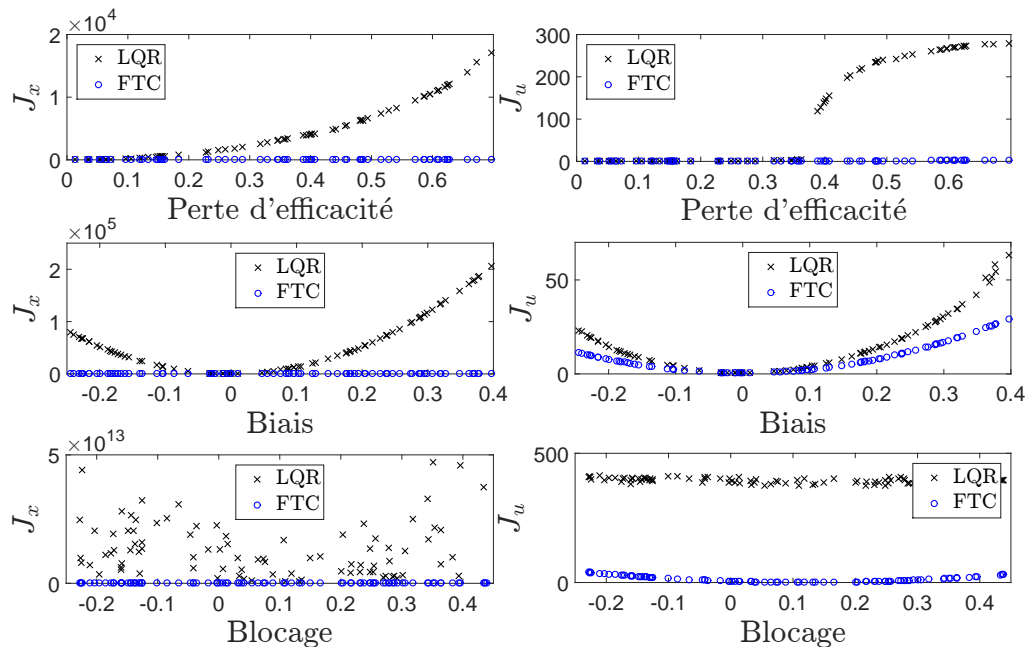 ×10^4
2
1
0
J_x
LQR
FTC
0 0.1 0.2 0.3 0.4 0.5 0.6
Perte d'efficacité
300
200
100
0
J_u
LQR
FTC
0 0.2 0.4 0.6
Perte d'efficacité
×10^5
2
1
0
J_x
LQR
FTC
-0.2 -0.1 0 0.1 0.2 0.3 0.4
Biais
50
0
J_u
LQR
FTC
-0.2 -0.1 0 0.1 0.2 0.3 0.4
Biais
×10^13
5
0
J_x
LQR
FTC
-0.2 -0.1 0 0.1 0.2 0.3 0.4
Blocage
500
0
J_u
LQR
FTC
-0.2 -0.1 0 0.1 0.2 0.3 0.4
Blocage